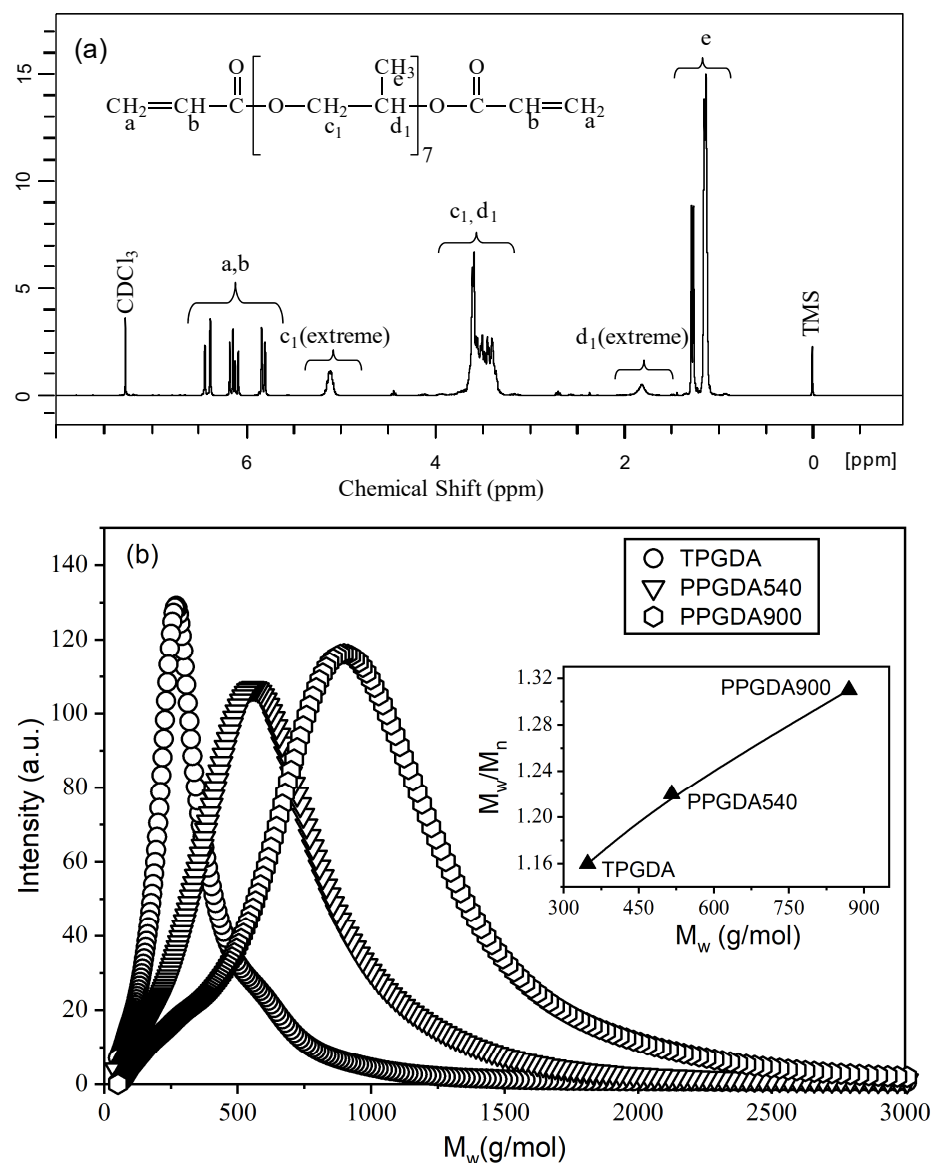 (a)
CH3
O
e
O
CH2=CH-C-O-CH2-CH-O-C-CH=CH2
a b c1 d1 b a
7
e
c1, d1
a,b
c1(extreme)
d1(extreme)
CDCl3
TMS
15
10
5
0
6
4
2
0
[ppm]
Chemical Shift (ppm)
(b)
TPGDA
PPGDA540
PPGDA900
140
120
100
80
60
40
20
0
Intensity (a.u.)
0
500
1000
1500
2000
2500
3000
Mw(g/mol)
1.32
1.28
1.24
1.20
1.16
Mw/Mn
PPGDA900
PPGDA540
TPGDA
300
450
600
750
900
Mw (g/mol)